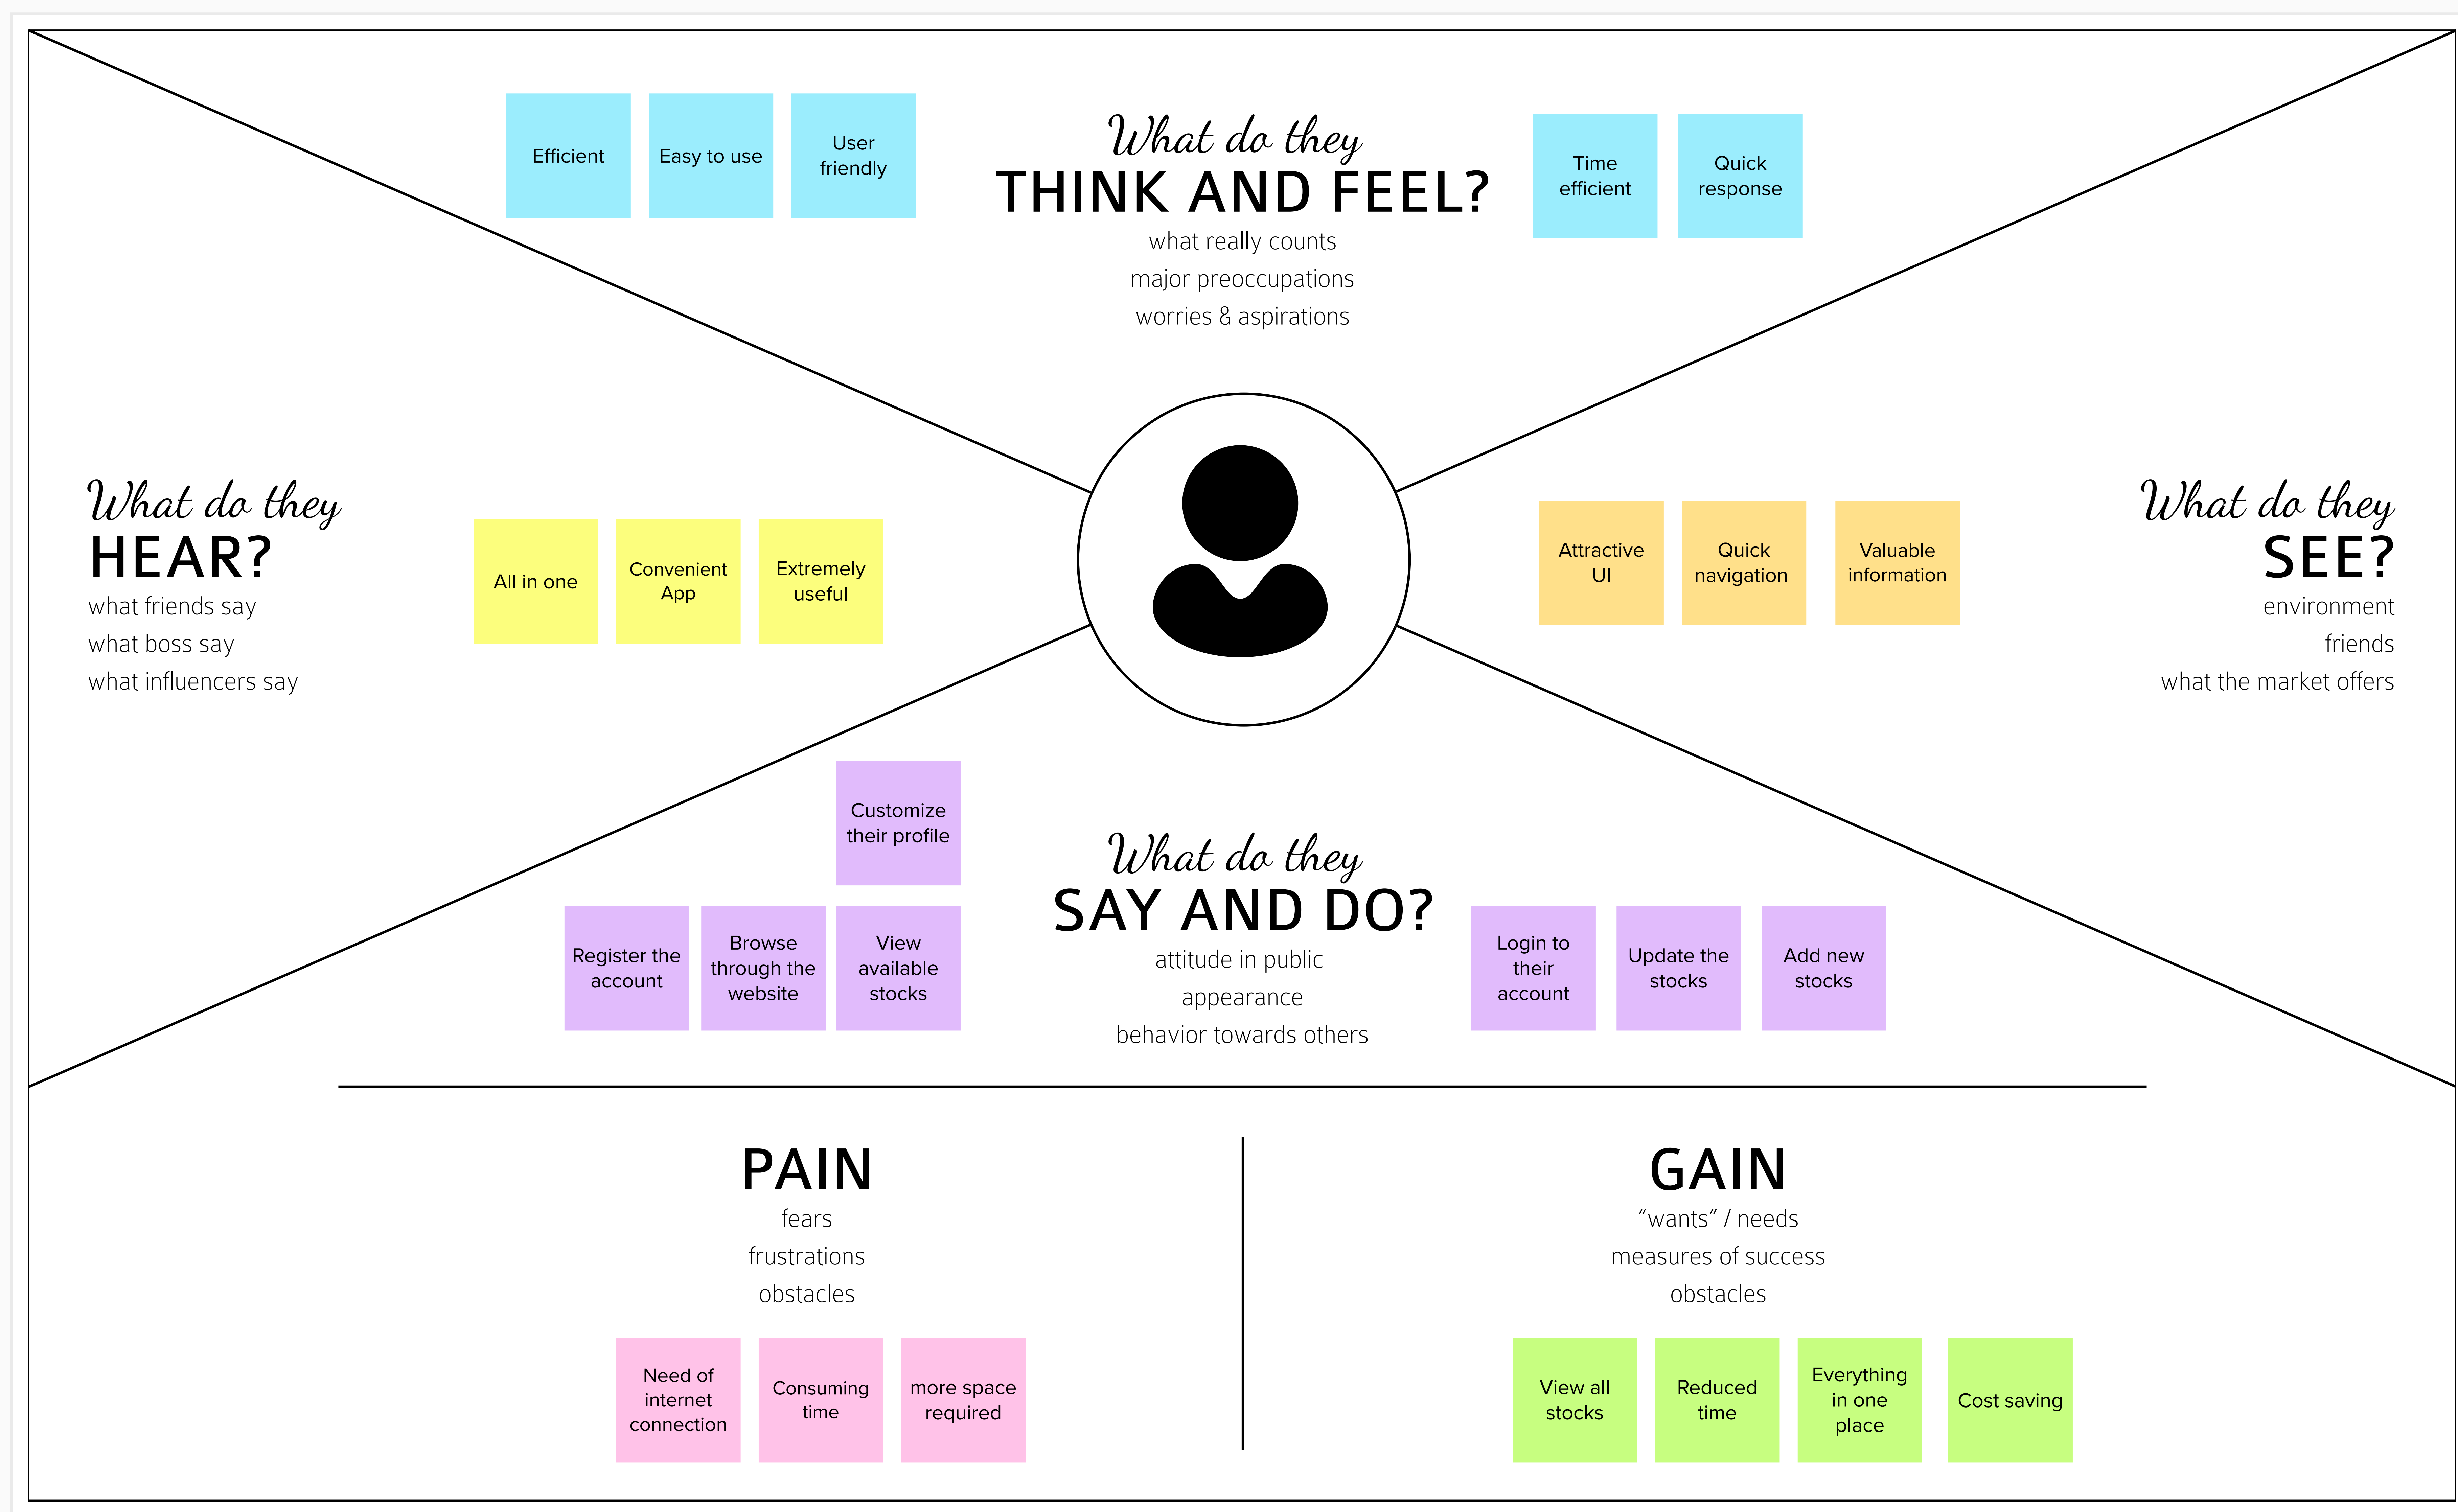 Efficient
Easy to use
User
friendly
What do they
THINK AND FEEL?
what really counts
major preoccupations
worries & aspirations
Time
efficient
Quick
response
What do they
HEAR?
what friends say
what boss say
what influencers say
All in one
Convenient
App
Extremely
useful
Attractive
UI
Quick
navigation
Valuable
information
What do they
SEE?
environment
friends
what the market offers
Customize
their profile
Register the
account
Browse
through the
website
View
available
stocks
What do they
SAY AND DO?
attitude in public
appearance
behavior towards others
Login to
their
account
Update the
stocks
Add new
stocks
PAIN
fears
frustrations
obstacles
Need of
internet
connection
Consuming
time
more space
required
GAIN
“wants” / needs
measures of success
obstacles
View all
stocks
Reduced
time
Everything
in one
place
Cost saving